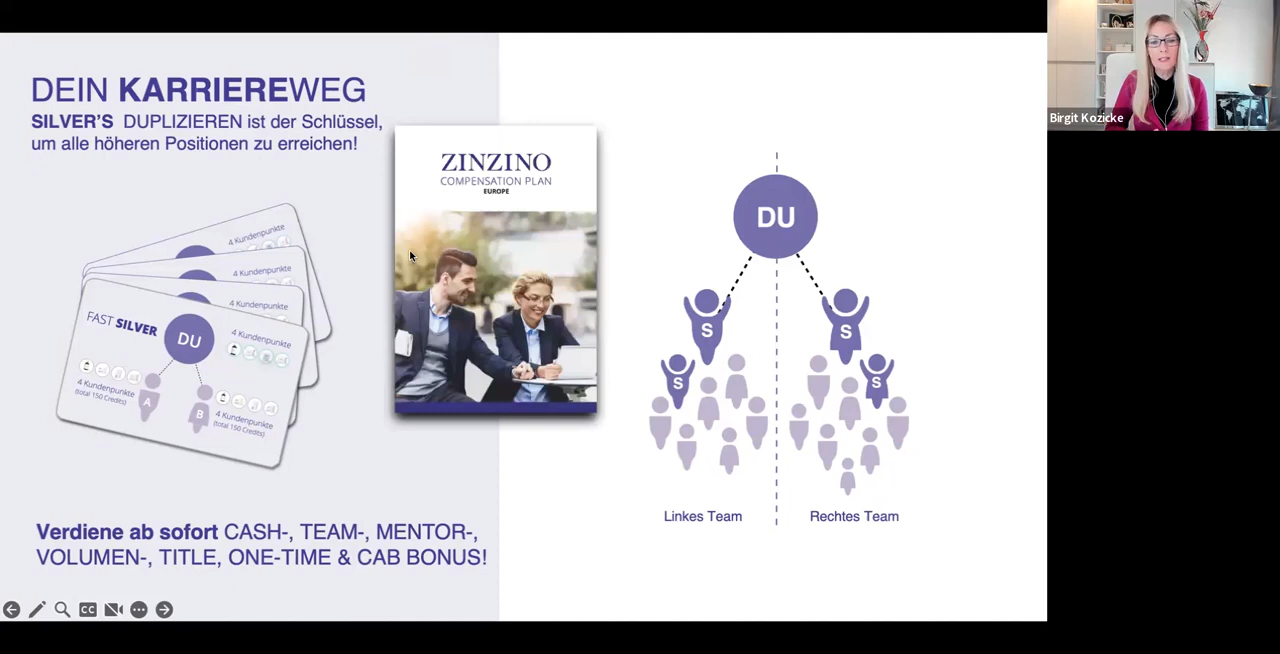 DEIN KARRIEREWEG
SILVER'S DUPLIZIEREN ist der Schlüssel,
um alle höheren Positionen zu erreichen!
4 Kundenpunkte
4 Kundenpunkte
4 Kundenpunkte
FAST SILVER
DU
4 Kundenpunkte
4 Kundenpunkte
(total 150 Credits)
A
B
4 Kundenpunkte
(total 150 Credits)
Verdiene ab sofort CASH-, TEAM-, MENTOR-,
VOLUMEN-, TITLE, ONE-TIME & CAB BONUS!
ZINZINO
COMPENSATION PLAN
EUROPE
DU
S
S
S
S
Linkes Team
Rechtes Team
CC
Birgit Kozicke